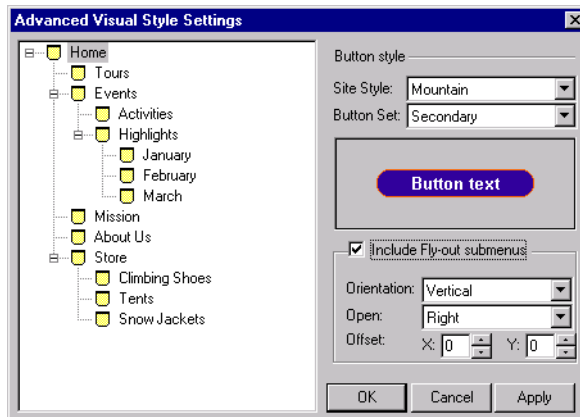 Advanced Visual Style Settings
Home
Tours
Events
Activities
Highlights
January
February
March
Mission
About Us
Store
Climbing Shoes
Tents
Snow Jackets
Button style
Site Style: Mountain
Button Set: Secondary
Button text
Include Fly-out submenus
Orientation: Vertical
Open: Right
Offset: X: 0 Y: 0
OK Cancel Apply